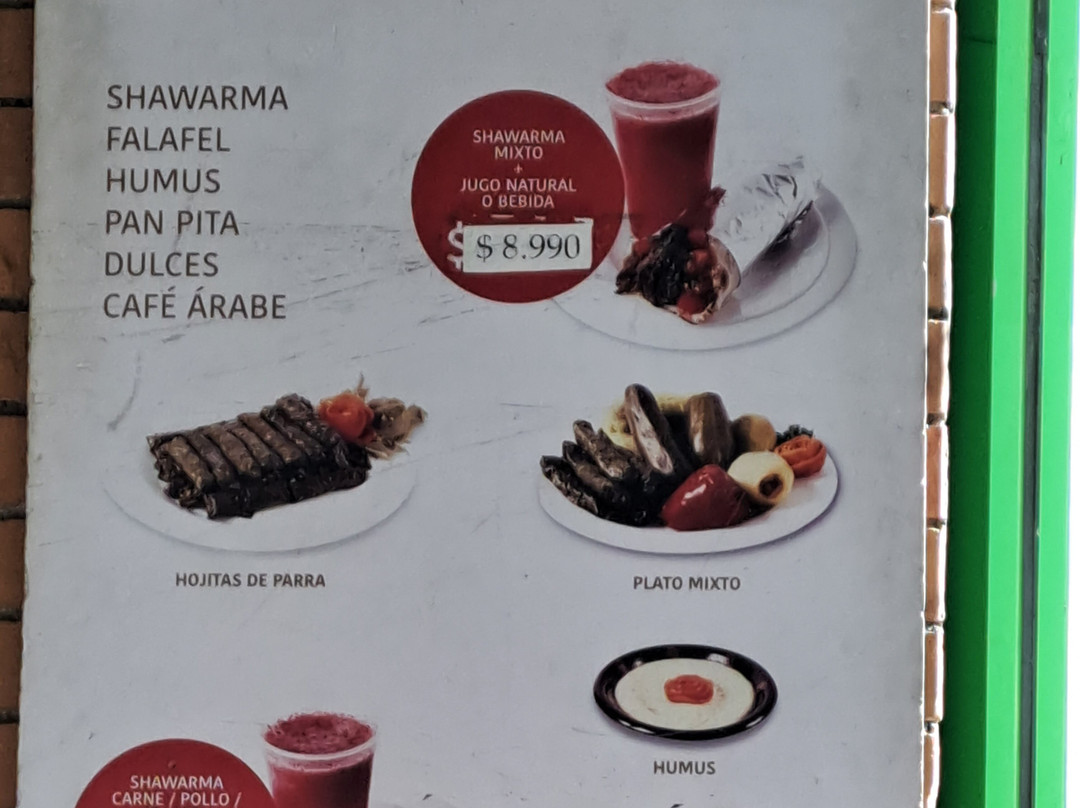 SHAWARMA
FALAFEL
HUMUS
PAN PITA
DULCES
CAFÉ ÁRABE
SHAWARMA
MIXTO
+
JUGO NATURAL
O BEBIDA
$ $ 8.990
HOJITAS DE PARRA
PLATO MIXTO
HUMUS
SHAWARMA
CARNE / POLLO /